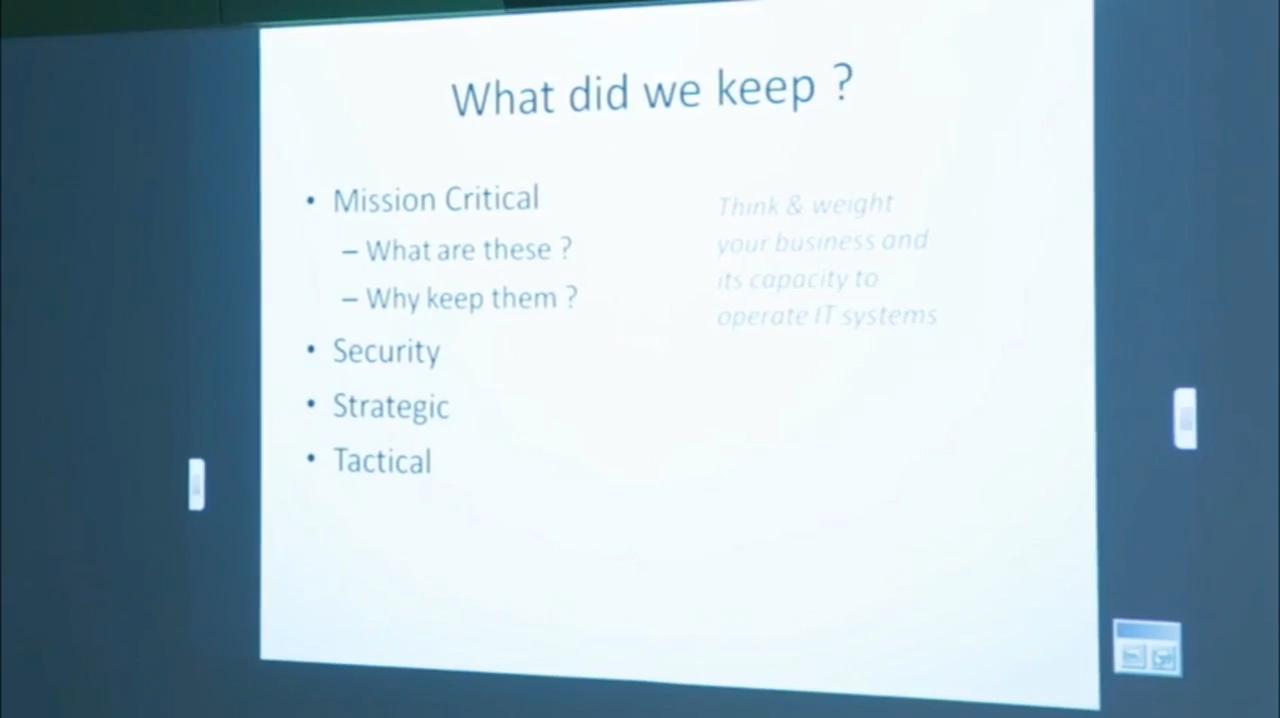 What did we keep ?
• Mission Critical
– What are these ?
– Why keep them ?
• Security
• Strategic
• Tactical
Think & weight
your business and
its capacity to
operate IT systems